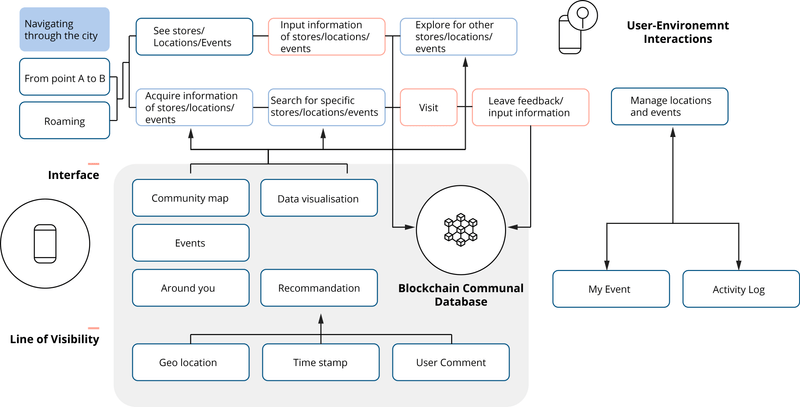 Navigating
through the city
See stores/
Locations/Events
Input information
of stores/locations/
events
Explore for other
stores/locations/
events
User-Environemnt
Interactions
From point A to B
Roaming
Acquire information
of stores/locations/
events
Search for specific
stores/locations/events
Visit
Leave feedback/
input information
Manage locations
and events
Interface
Community map
Data visualisation
Events
Around you
Recommandation
Blockchain Communal
Database
My Event
Activity Log
Line of Visibility
Geo location
Time stamp
User Comment